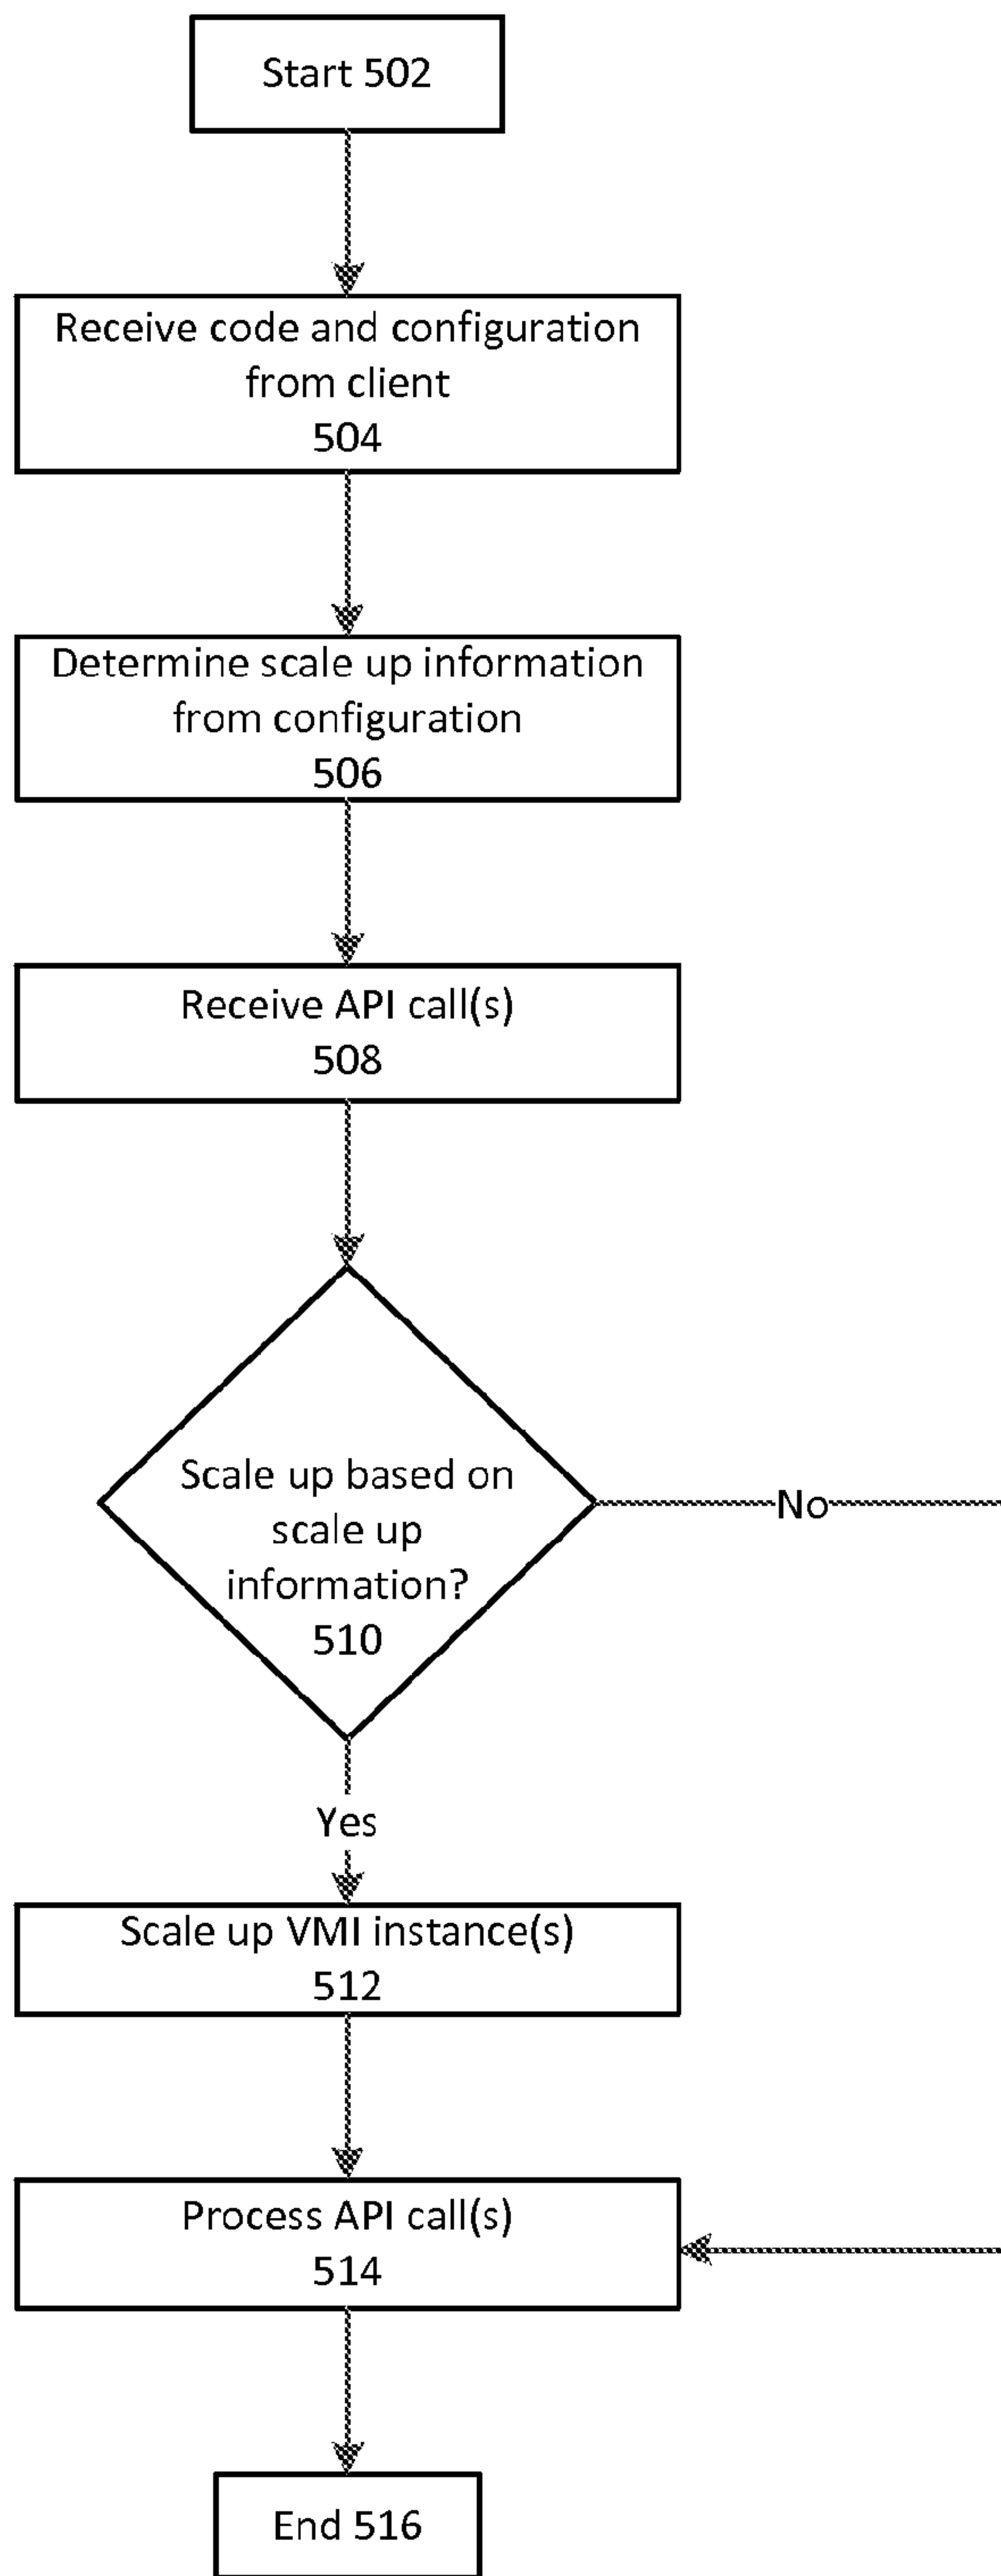 Start 502
Receive code and configuration
from client
504
Determine scale up information
from configuration
506
Receive API call(s)
508
Scale up based on
scale up
information?
510
No
Yes
Scale up VMI instance(s)
512
Process API call(s)
514
End 516